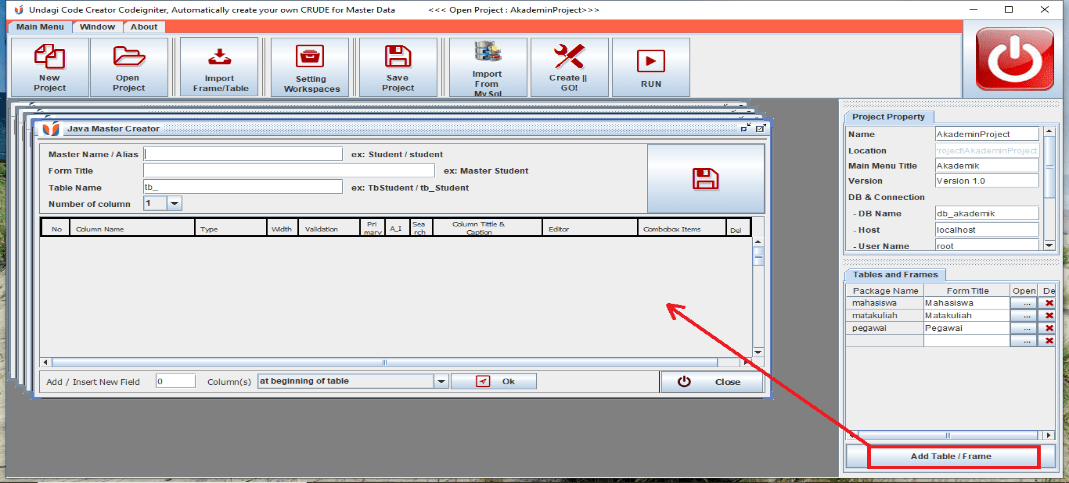 Undagi Code Creator Codeigniter, Automatically create your own CRUDE for Master Data <<< Open Project : AkademinProject>>>
Main Menu Window About
New Project
Open Project
Import Frame/Table
Setting Workspaces
Save Project
Import From My Sql
Create || GO!
RUN
Java Master Creator
Master Name / Alias ex: Student / student
Form Title ex: Master Student
Table Name tb_ ex: TbStudent / tb_Student
Number of column 1
No Column Name Type Width Validation Pri mary A_I Sea rch Column Tittle & Caption Editor Combobox Items Del
Add / Insert New Field 0 Column(s) at beginning of table Ok Close
Project Property
Name AkademinProject
Location roject\AkademinProject
Main Menu Title Akademik
Version Version 1.0
DB & Connection
- DB Name db_akademik
- Host localhost
- User Name root
Tables and Frames
Package Name Form Title Open De
mahasiswa Mahasiswa ...
matakuliah Matakuliah ...
pegawai Pegawai ...
...
Add Table / Frame